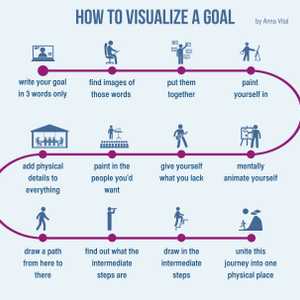 HOW TO VISUALIZE A GOAL
by Anna Vital
write your goal
in 3 words only
find images of
those words
put them
together
paint
yourself in
mentally
animate yourself
give yourself
what you lack
paint in the
people you'd
want
add physical
details to
everything
draw a path
from here to
there
find out what the
intermediate
steps are
draw in the
intermediate
steps
unite this
journey into one
physical place